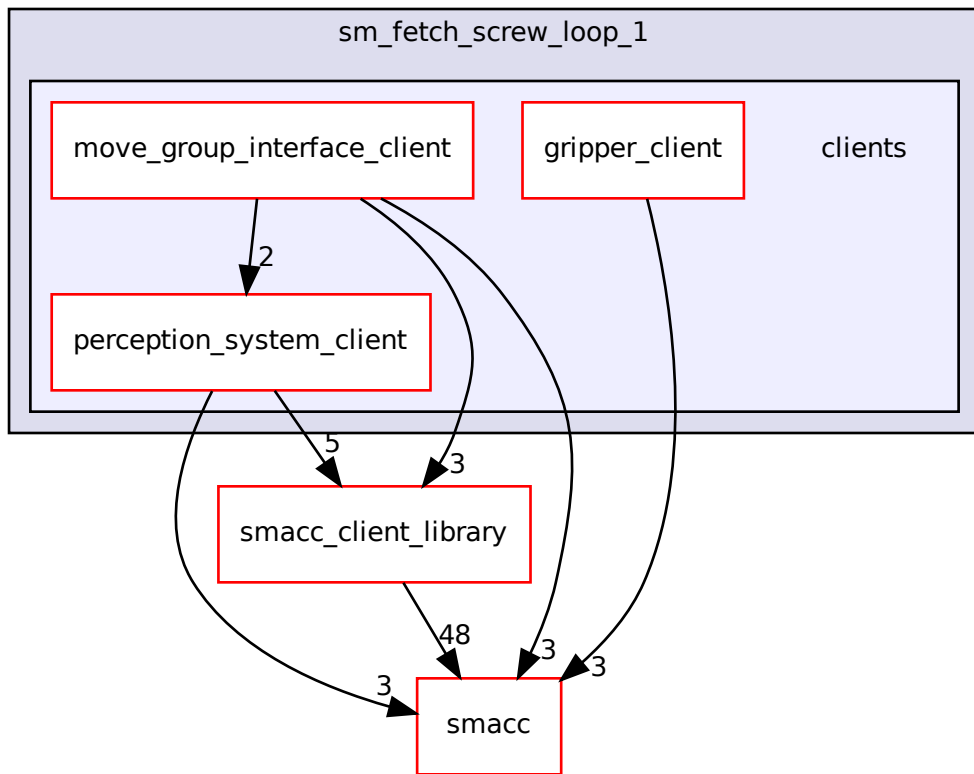 sm_fetch_screw_loop_1
move_group_interface_client
gripper_client
clients
2
perception_system_client
5
3
smacc_client_library
48
3
3
3
smacc